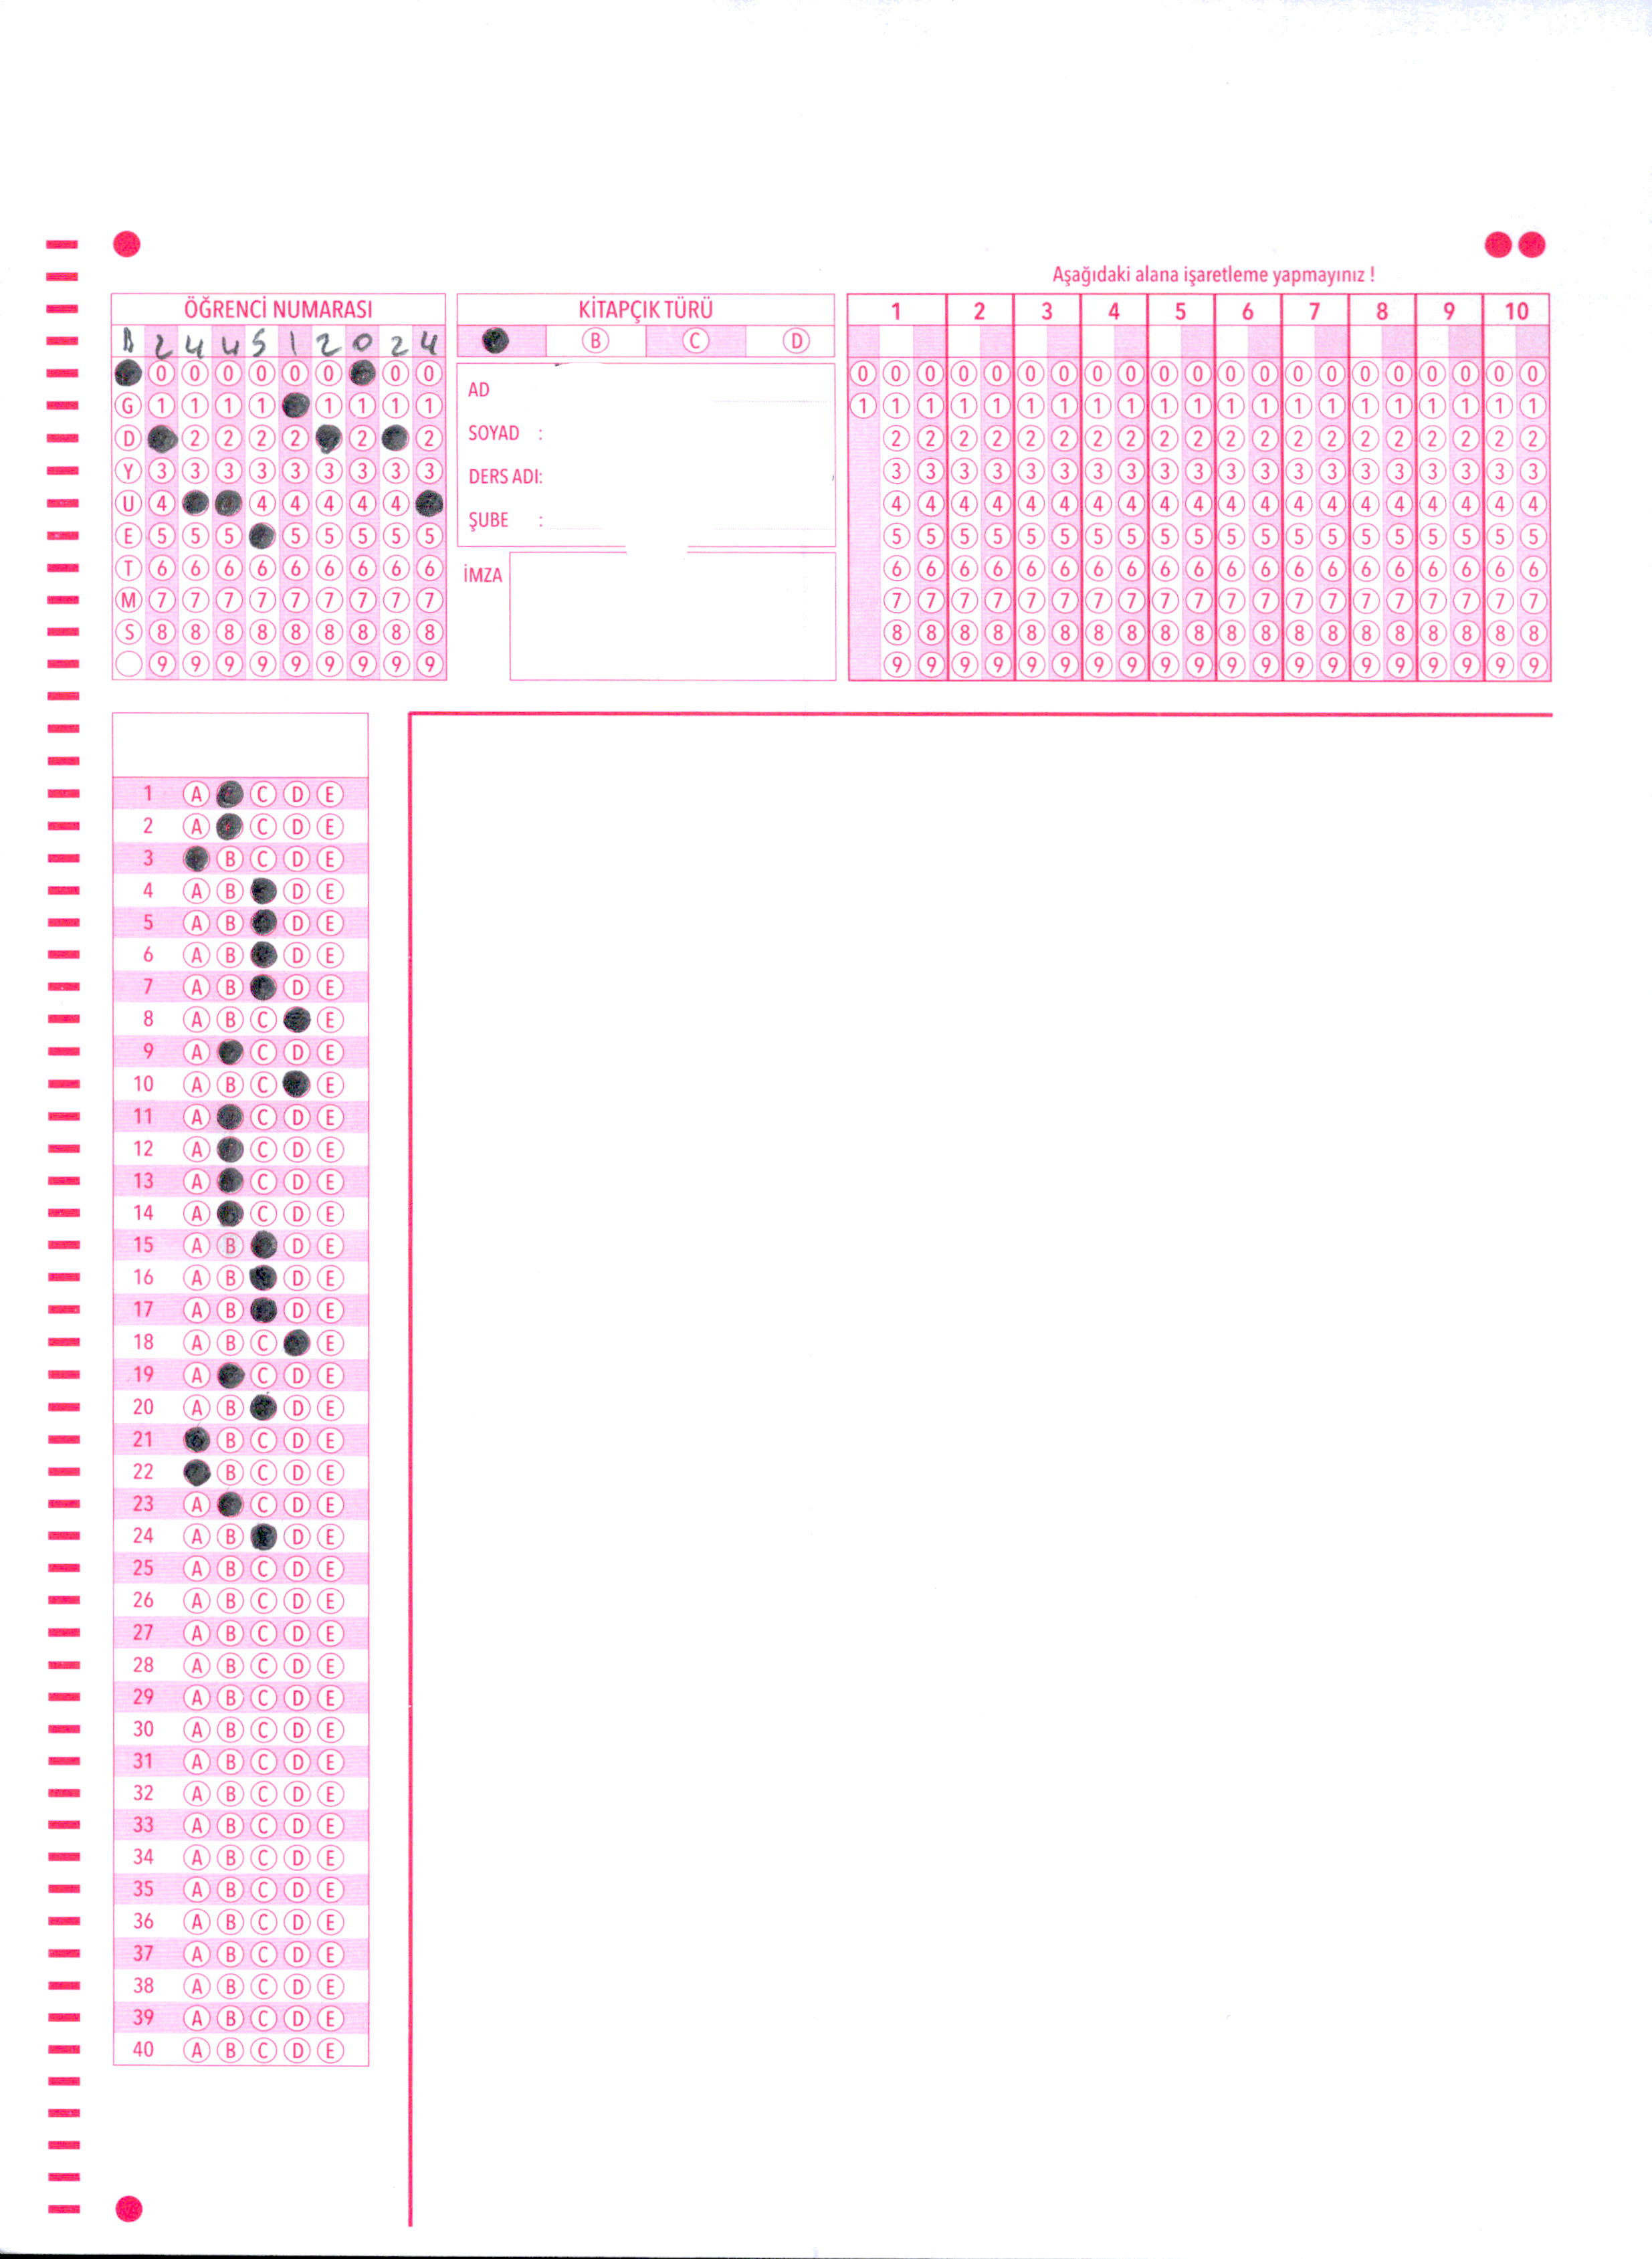 Aşağıdaki alana işaretleme yapmayınız !
ÖĞRENCİ NUMARASI
B 2 4 4 5 1 2 0 2 4
0 0 0 0 0 0 0 0
G 1 1 1 1 1 1 1 1
D 2 2 2 2 2 2
Y 3 3 3 3 3 3 3 3 3
U 4 4 4 4 4 4
E 5 5 5 5 5 5 5 5
T 6 6 6 6 6 6 6 6 6
M 7 7 7 7 7 7 7 7 7
S 8 8 8 8 8 8 8 8 8
9 9 9 9 9 9 9 9 9
KİTAPÇIK TÜRÜ
B C D
AD
SOYAD :
DERS ADI:
ŞUBE :
İMZA
1 2 3 4 5 6 7 8 9 10
0 0 0 0 0 0 0 0 0 0 0 0 0 0 0 0 0 0 0 0 0
1 1 1 1 1 1 1 1 1 1 1 1 1 1 1 1 1 1 1 1 1
2 2 2 2 2 2 2 2 2 2 2 2 2 2 2 2 2 2 2 2
3 3 3 3 3 3 3 3 3 3 3 3 3 3 3 3 3 3 3 3
4 4 4 4 4 4 4 4 4 4 4 4 4 4 4 4 4 4 4 4
5 5 5 5 5 5 5 5 5 5 5 5 5 5 5 5 5 5 5 5
6 6 6 6 6 6 6 6 6 6 6 6 6 6 6 6 6 6 6 6
7 7 7 7 7 7 7 7 7 7 7 7 7 7 7 7 7 7 7 7
8 8 8 8 8 8 8 8 8 8 8 8 8 8 8 8 8 8 8 8
9 9 9 9 9 9 9 9 9 9 9 9 9 9 9 9 9 9 9 9
1 A C D E
2 A C D E
3 B C D E
4 A B D E
5 A B D E
6 A B D E
7 A B D E
8 A B C E
9 A C D E
10 A B C E
11 A C D E
12 A C D E
13 A C D E
14 A C D E
15 A B D E
16 A B D E
17 A B D E
18 A B C E
19 A C D E
20 A B D E
21 B C D E
22 B C D E
23 A C D E
24 A B D E
25 A B C D E
26 A B C D E
27 A B C D E
28 A B C D E
29 A B C D E
30 A B C D E
31 A B C D E
32 A B C D E
33 A B C D E
34 A B C D E
35 A B C D E
36 A B C D E
37 A B C D E
38 A B C D E
39 A B C D E
40 A B C D E